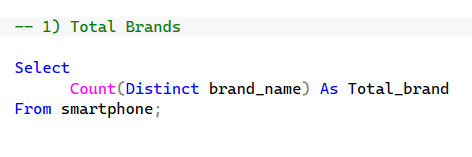 -- 1) Total Brands
Select
Count(Distinct brand_name) As Total_brand
From smartphone;